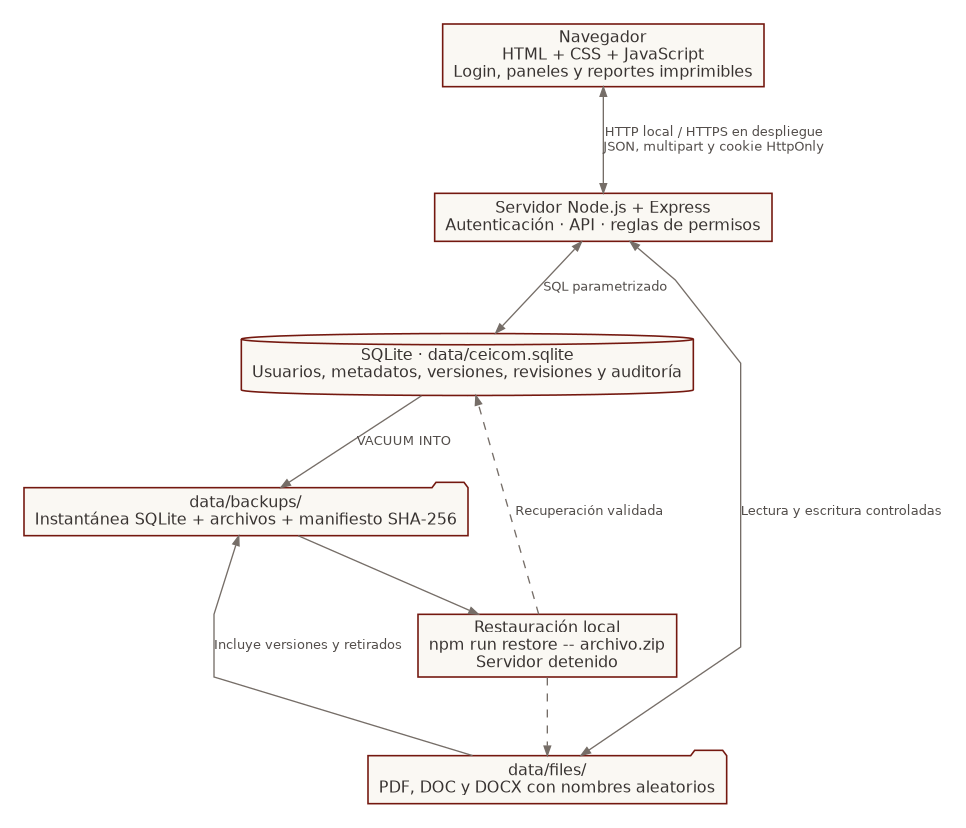 Navegador
HTML + CSS + JavaScript
Login, paneles y reportes imprimibles
HTTP local / HTTPS en despliegue
JSON, multipart y cookie HttpOnly
Servidor Node.js + Express
Autenticación · API · reglas de permisos
SQL parametrizado
SQLite · data/ceicom.sqlite
Usuarios, metadatos, versiones, revisiones y auditoría
VACUUM INTO
data/backups/
Instantánea SQLite + archivos + manifiesto SHA-256
Recuperación validada
Lectura y escritura controladas
Restauración local
npm run restore -- archivo.zip
Servidor detenido
Incluye versiones y retirados
data/files/
PDF, DOC y DOCX con nombres aleatorios